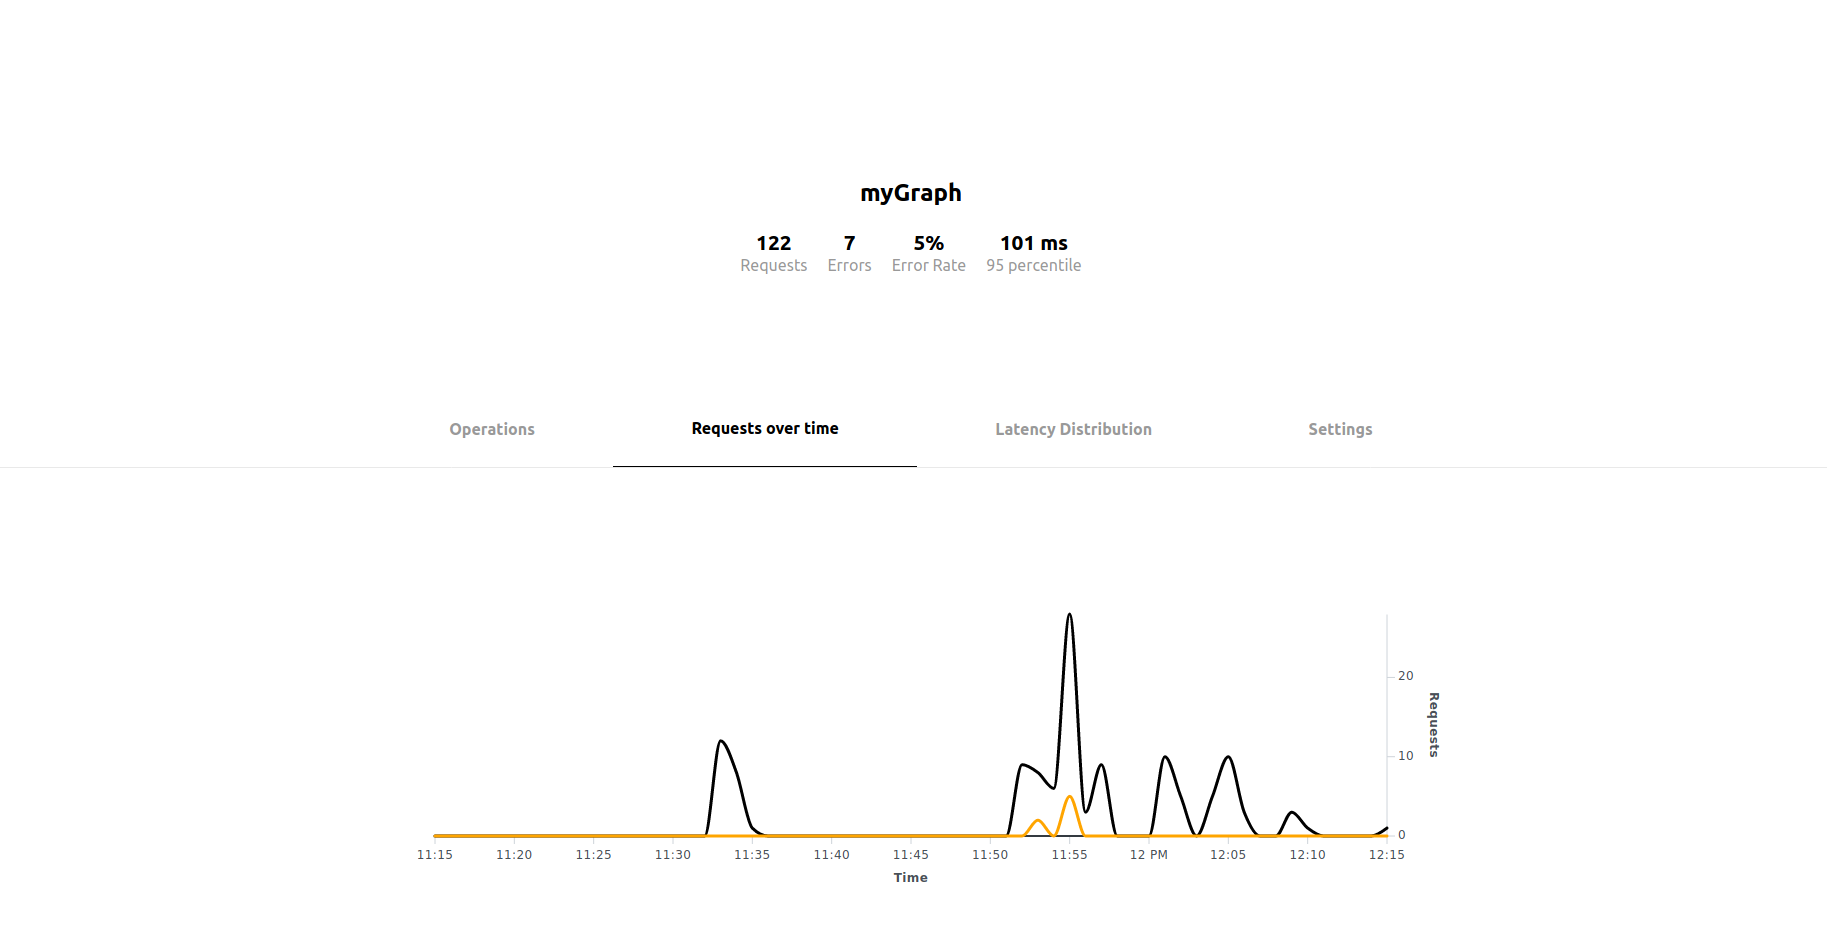 myGraph
122 7 5% 101 ms
Requests Errors Error Rate 95 percentile
Operations Requests over time Latency Distribution Settings
20
10
0
Requests
11:15 11:20 11:25 11:30 11:35 11:40 11:45 11:50 11:55 12 PM 12:05 12:10 12:15
Time